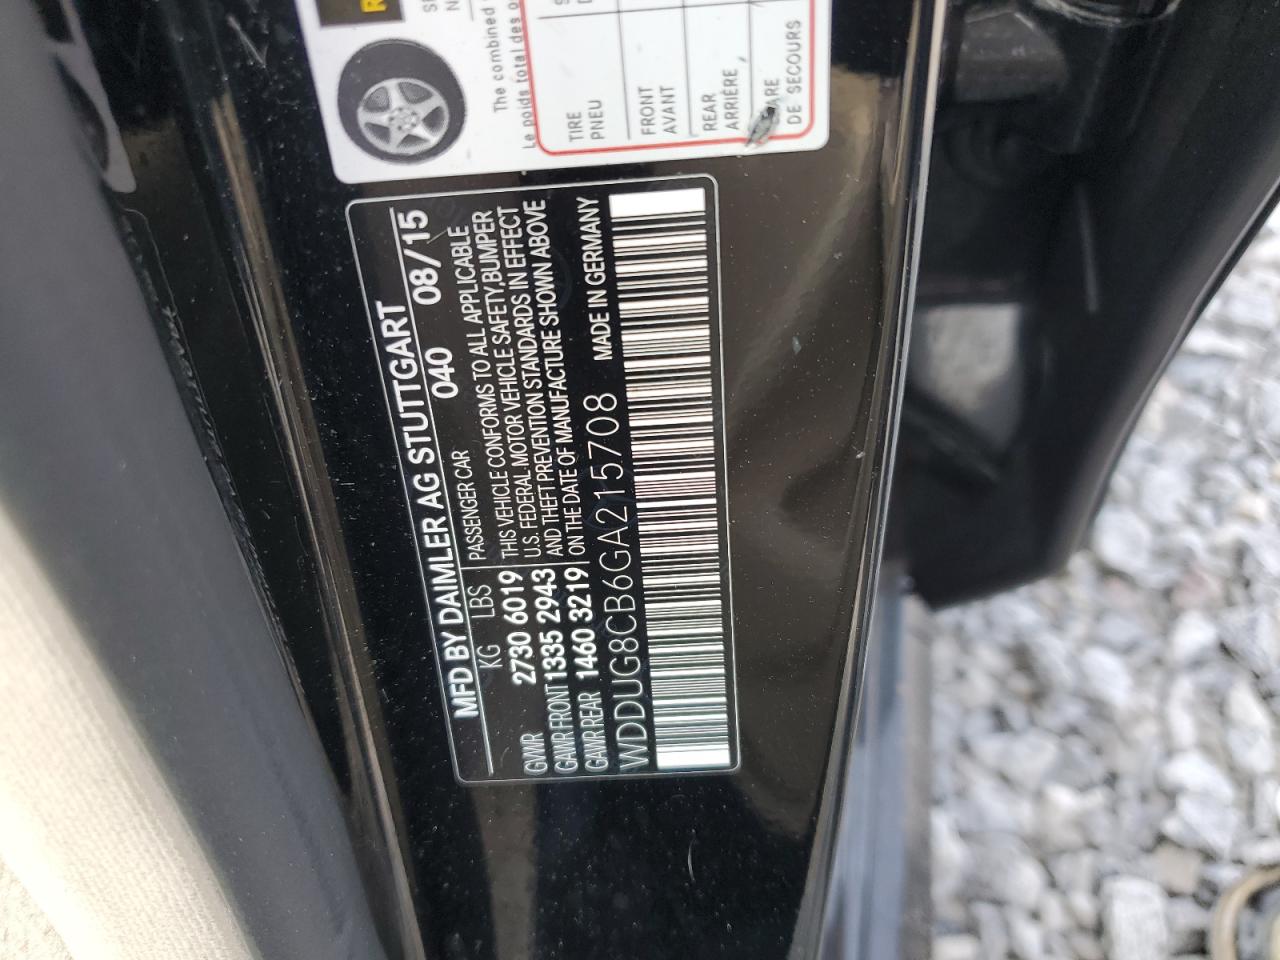 The combined
Le poids total des o
TIRE
PNEU
FRONT
AVANT
REAR
ARRIÈRE
DE SECOURS
MFD BY DAIMLER AG STUTTGART
040 08/15
KG LBS PASSENGER CAR
THIS VEHICLE CONFORMS TO ALL APPLICABLE
GVWR 2730 6019 U.S. FEDERAL MOTOR VEHICLE SAFETY,BUMPER
GAWR FRONT 1335 2943 AND THEFT PREVENTION STANDARDS IN EFFECT
GAWR REAR 1460 3219 ON THE DATE OF MANUFACTURE SHOWN ABOVE
WDDUG8CB6GA215708 MADE IN GERMANY